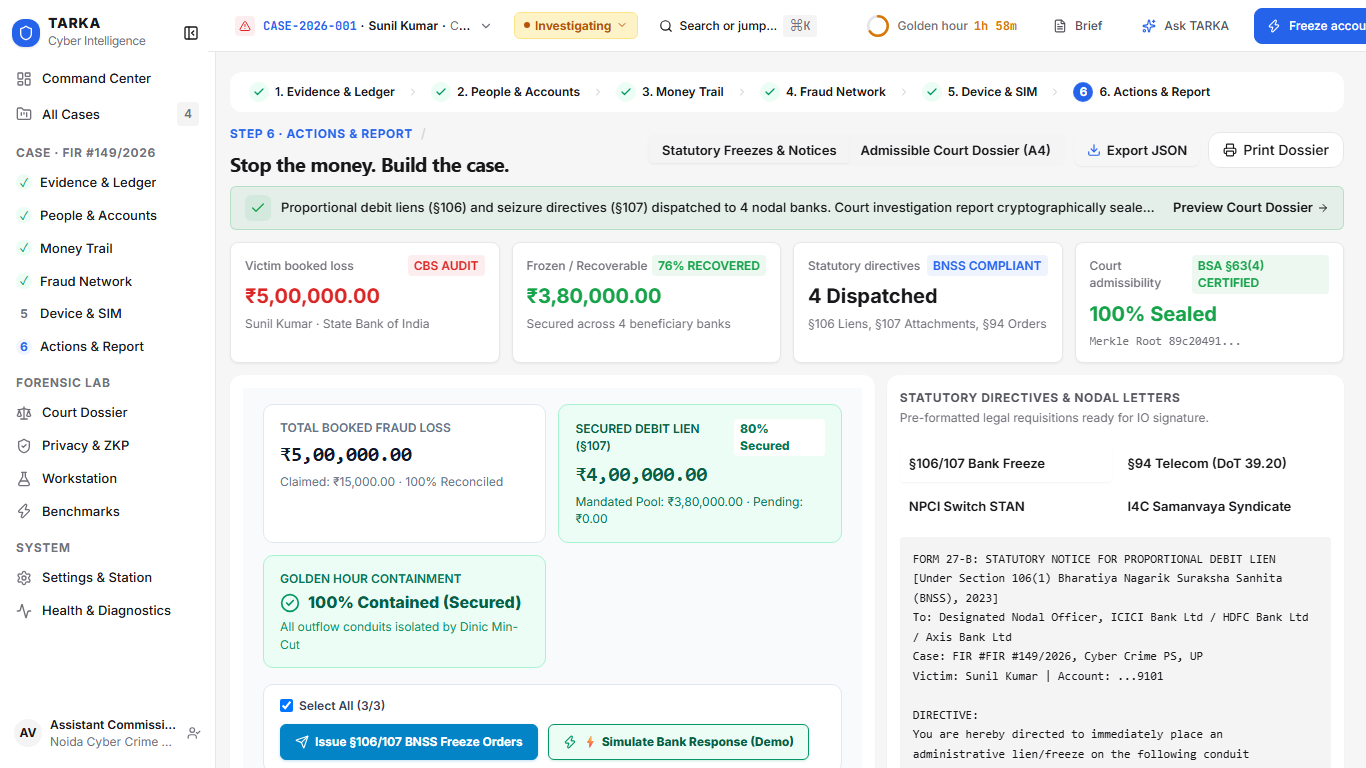 TARKA
Cyber Intelligence
CASE-2026-001 · Sunil Kumar · C...
Investigating
Search or jump... ⌘K
Golden hour 1h 58m
Brief
Ask TARKA
Freeze accou
Command Center
All Cases 4
CASE · FIR #149/2026
Evidence & Ledger
People & Accounts
Money Trail
Fraud Network
5 Device & SIM
6 Actions & Report
FORENSIC LAB
Court Dossier
Privacy & ZKP
Workstation
Benchmarks
SYSTEM
Settings & Station
Health & Diagnostics
AV
Assistant Commissi...
Noida Cyber Crime ...
1. Evidence & Ledger
2. People & Accounts
3. Money Trail
4. Fraud Network
5. Device & SIM
6 6. Actions & Report
STEP 6 · ACTIONS & REPORT /
Stop the money. Build the case.
Statutory Freezes & Notices
Admissible Court Dossier (A4)
Export JSON
Print Dossier
Proportional debit liens (§106) and seizure directives (§107) dispatched to 4 nodal banks. Court investigation report cryptographically seale...
Preview Court Dossier →
Victim booked loss CBS AUDIT
₹5,00,000.00
Sunil Kumar · State Bank of India
Frozen / Recoverable 76% RECOVERED
₹3,80,000.00
Secured across 4 beneficiary banks
Statutory directives BNSS COMPLIANT
4 Dispatched
§106 Liens, §107 Attachments, §94 Orders
Court admissibility
BSA §63(4) CERTIFIED
100% Sealed
Merkle Root 89c20491...
TOTAL BOOKED FRAUD LOSS
₹5,00,000.00
Claimed: ₹15,000.00 · 100% Reconciled
SECURED DEBIT LIEN
(§107)
80%
Secured
₹4,00,000.00
Mandated Pool: ₹3,80,000.00 · Pending:
₹0.00
GOLDEN HOUR CONTAINMENT
100% Contained (Secured)
All outflow conduits isolated by Dinic Min-
Cut
Select All (3/3)
Issue §106/107 BNSS Freeze Orders
Simulate Bank Response (Demo)
STATUTORY DIRECTIVES & NODAL LETTERS
Pre-formatted legal requisitions ready for IO signature.
§106/107 Bank Freeze
§94 Telecom (DoT 39.20)
NPCI Switch STAN
I4C Samanvaya Syndicate
FORM 27-B: STATUTORY NOTICE FOR PROPORTIONAL DEBIT LIEN
[Under Section 106(1) Bharatiya Nagarik Suraksha Sanhita
(BNSS), 2023]
To: Designated Nodal Officer, ICICI Bank Ltd / HDFC Bank Ltd
/ Axis Bank Ltd
Case: FIR #FIR #149/2026, Cyber Crime PS, UP
Victim: Sunil Kumar | Account: ...9101
DIRECTIVE:
You are hereby directed to immediately place an
administrative lien/freeze on the following conduit